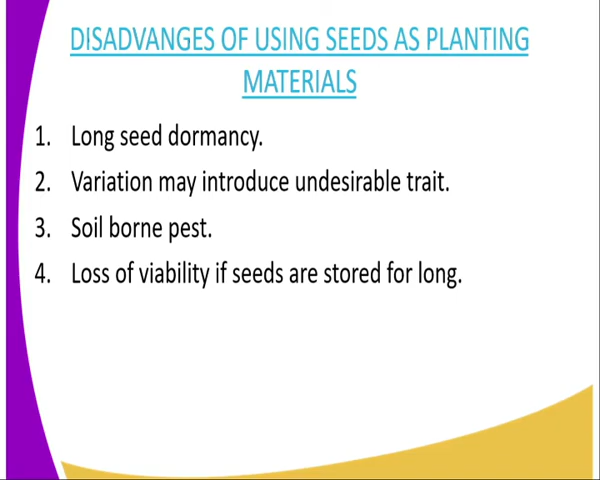 DISADVANGES OF USING SEEDS AS PLANTING
MATERIALS
1. Long seed dormancy.
2. Variation may introduce undesirable trait.
3. Soil borne pest.
4. Loss of viability if seeds are stored for long.